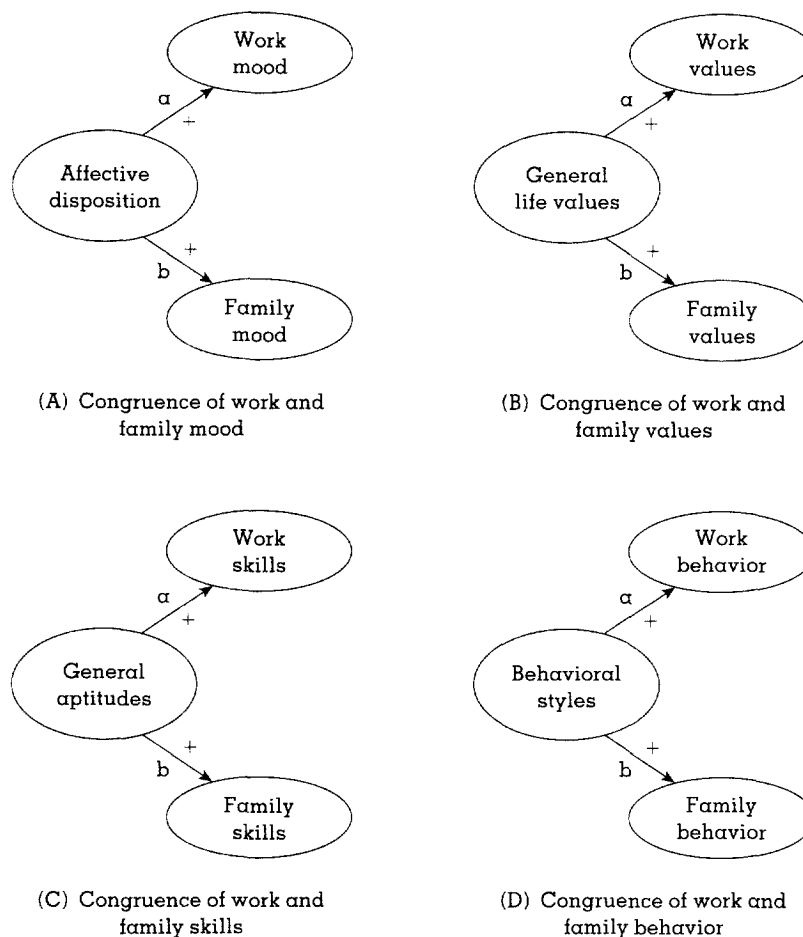 Work
mood
a
+
Affective
disposition
+
b
Family
mood
(A) Congruence of work and
family mood
Work
values
a
+
General
life values
+
b
Family
values
(B) Congruence of work and
family values
Work
skills
a
+
General
aptitudes
+
b
Family
skills
(C) Congruence of work and
family skills
Work
behavior
a
+
Behavioral
styles
+
b
Family
behavior
(D) Congruence of work and
family behavior